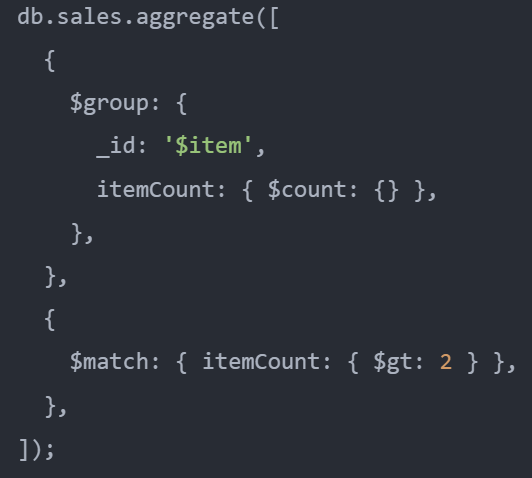 db.sales.aggregate([
  {
    $group: {
      _id: '$item',
      itemCount: { $count: {} },
    },
  },
  {
    $match: { itemCount: { $gt: 2 } },
  },
]);